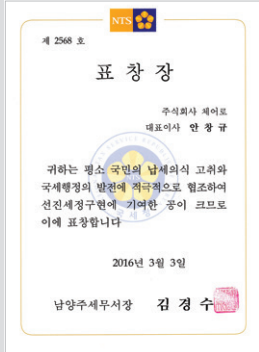 NTS
제 2568 호
표 창 장
주식회사 체어로
대표이사 안 창 규
귀하는 평소 국민의 납세의식 고취와
국세행정의 발전에 적극적으로 협조하여
선진세정구현에 기여한 공이 크므로
이에 표창합니다
2016년 3월 3일
남양주세무서장 김 경 수